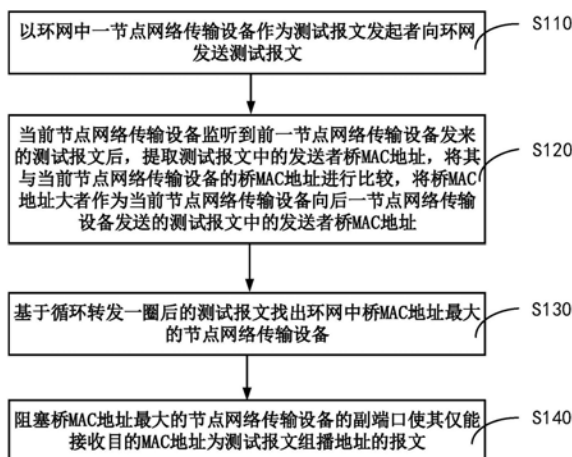 以环网中一节点网络传输设备作为测试报文发起者向环网
发送测试报文
S110
当前节点网络传输设备监听到前一节点网络传输设备发来
的测试报文后，提取测试报文中的发送者桥MAC地址，将其
与当前节点网络传输设备的桥MAC地址进行比较，将桥MAC
地址大者作为当前节点网络传输设备向后一节点网络传输
设备发送的测试报文中的发送者桥MAC地址
S120
基于循环转发一圈后的测试报文找出环网中桥MAC地址最大
的节点网络传输设备
S130
阻塞桥MAC地址最大的节点网络传输设备的副端口使其仅能
接收目的MAC地址为测试报文组播地址的报文
S140